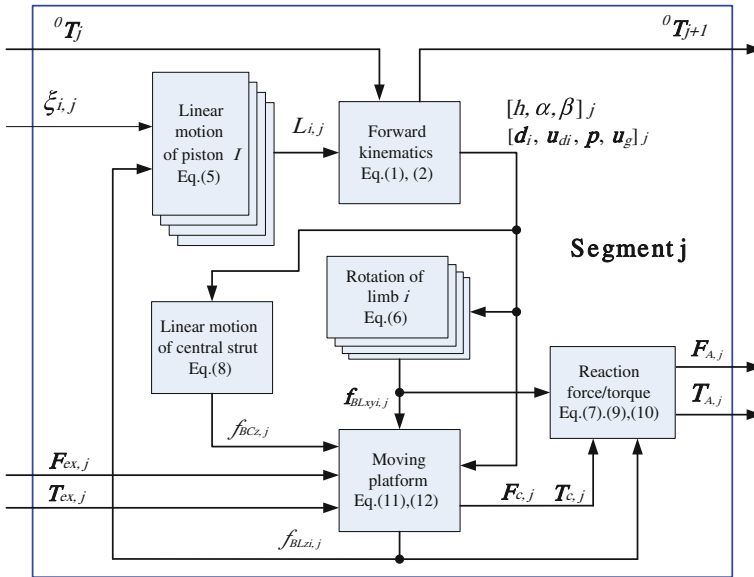 ⁰Tj
⁰Tj+1
ξi,j
Linear
motion
of piston I
Eq.(5)
Li,j
Forward
kinematics
Eq.(1), (2)
[h, α, β] j
[di, udi, p, ug] j
Segment j
Rotation of
limb i
Eq.(6)
Linear motion
of central strut
Eq.(8)
Reaction
force/torque
Eq.(7).(9),(10)
FA, j
TA, j
fBLxyi, j
fBCz, j
Moving
platform
Eq.(11),(12)
Fex, j
Tex, j
Fc, j Tc, j
fBLzi, j